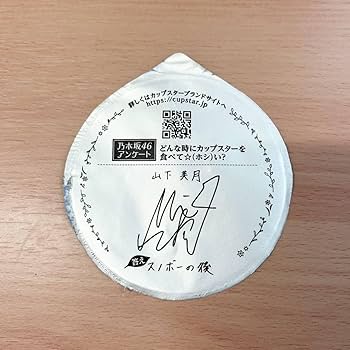 詳しくはカップスターブランドサイトへ
https://cupstar.jp
乃木坂46
アンケート
どんな時にカップスターを
食べて☆(ホシ)い?
山下 美月
答え
スノボーの後